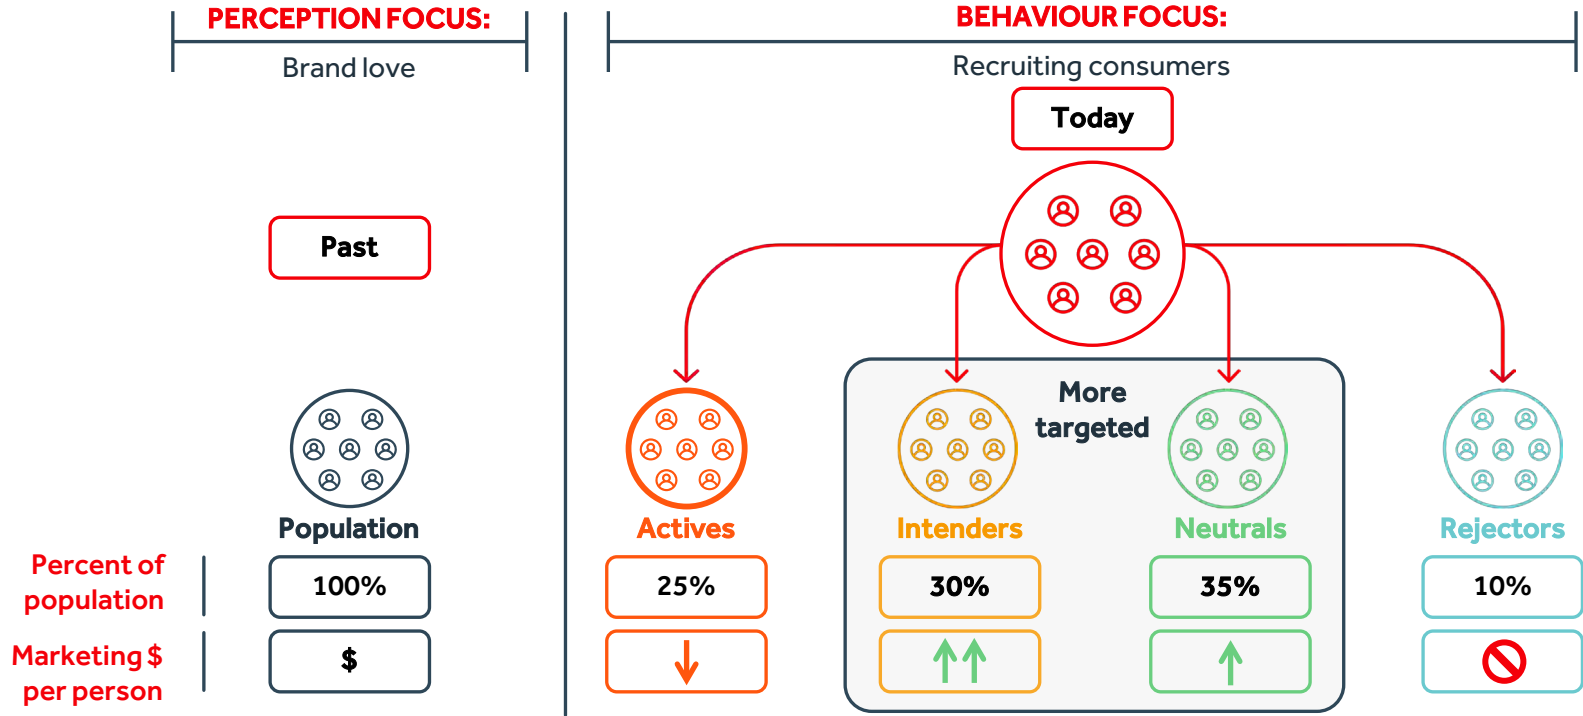 PERCEPTION FOCUS:
Brand love
Past
Population
BEHAVIOUR FOCUS:
Recruiting consumers
Today
More
targeted
Actives
Intenders
Neutrals
Rejectors
Percent of
population
100%
25%
30%
35%
10%
Marketing $
per person
$